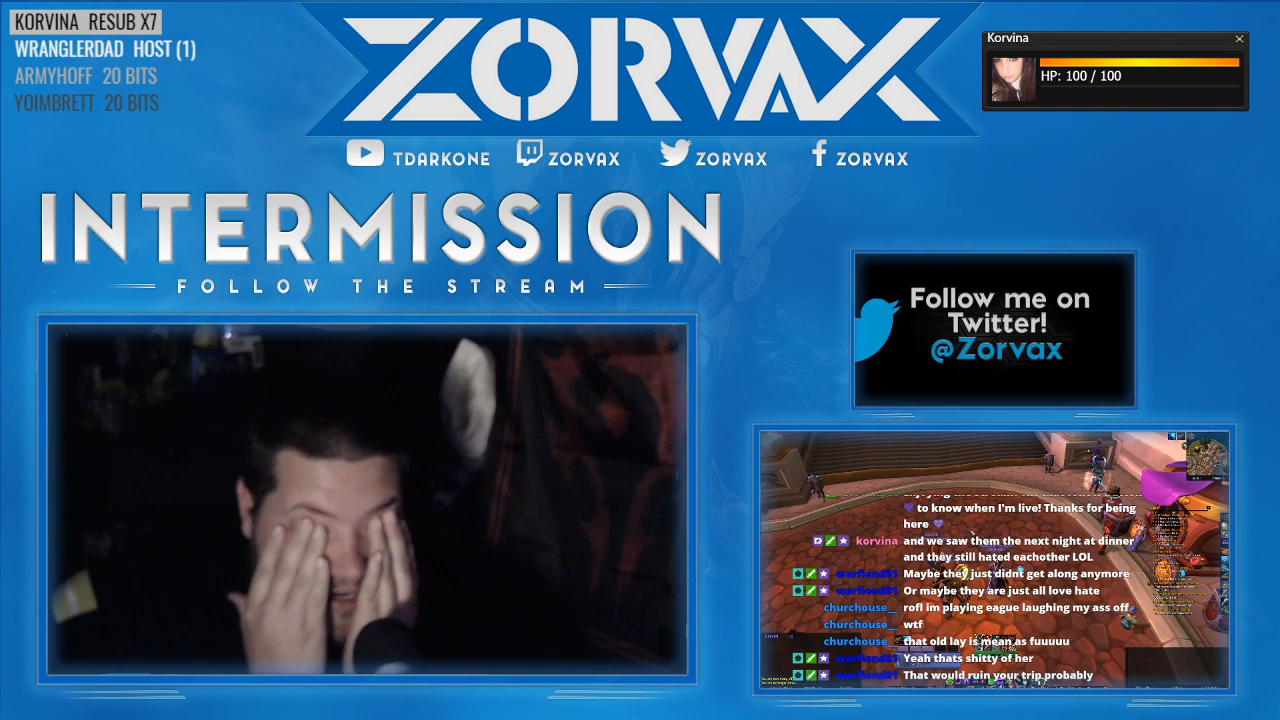 KORVINA RESUB X7
WRANGLERDAD HOST (1)
ARMYHOFF 20 BITS
YOIMBRETT 20 BITS
ZORVAX
Korvina
HP: 100 / 100
TDARKONE ZORVAX ZORVAX ZORVAX
INTERMISSION
FOLLOW THE STREAM
Follow me on
Twitter!
@Zorvax
to know when I'm live! Thanks for being
here
korvina and we saw them the next night at dinner
and they still hated eachother LOL
warfiend81 Maybe they just didnt get along anymore
warfiend81 Or maybe they are just all love hate
churchouse__ rofl im playing eague laughing my ass off
churchouse__ wtf
churchouse__ that old lay is mean as fuuuuu
warfiend81 Yeah thats shitty of her
warfiend81 That would ruin your trip probably